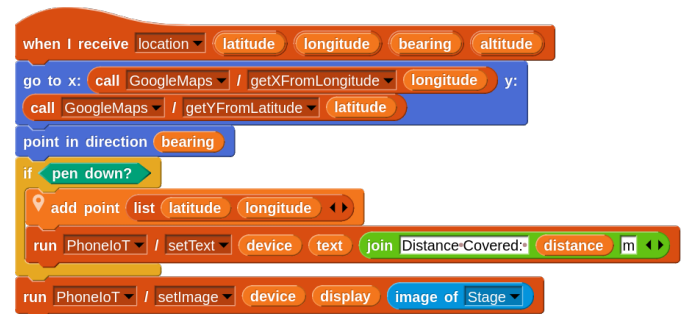 when I receive location latitude longitude bearing altitude
go to x: call GoogleMaps / getXFromLongitude longitude y:
call GoogleMaps / getYFromLatitude latitude
point in direction bearing
if pen down?
add point list latitude longitude
run PhoneIoT / setText device text join Distance Covered: distance m
run PhoneIoT / setImage device display image of Stage